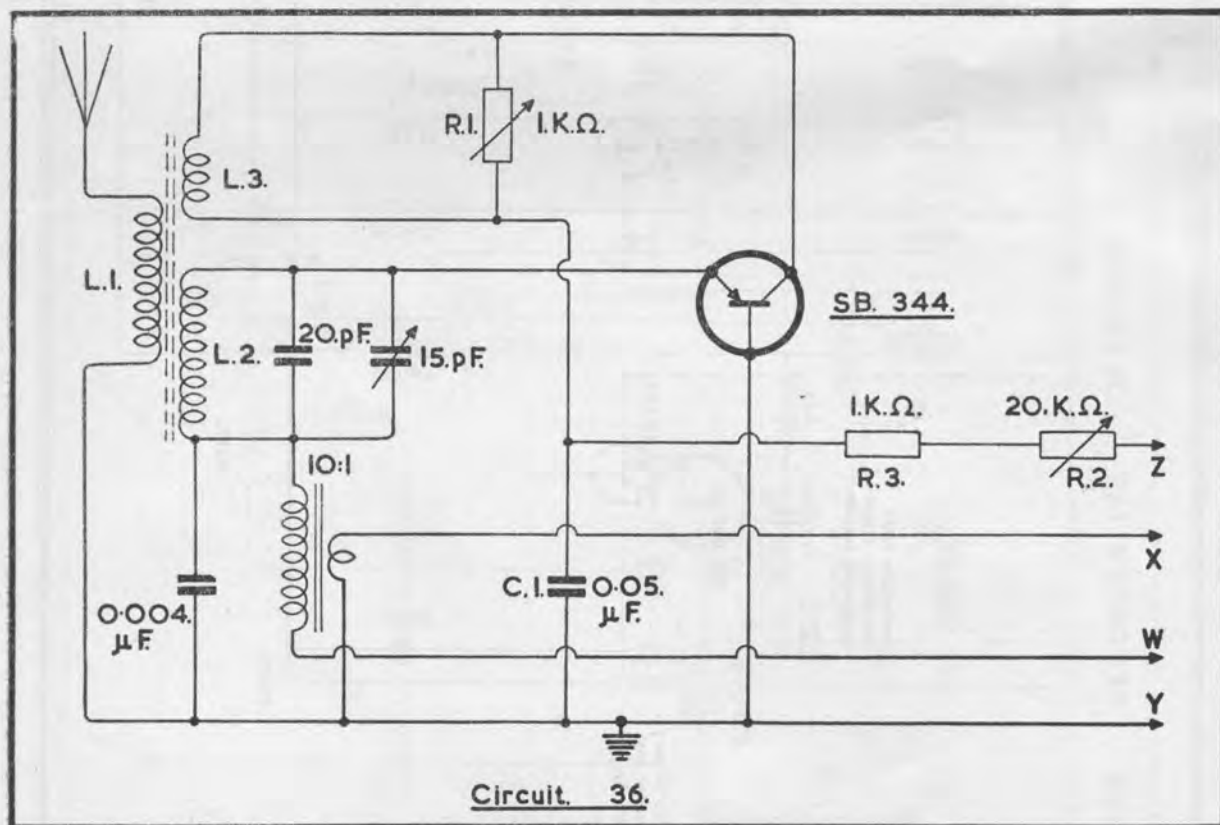 R.1. 1.K.Ω.
L.3.
L.1.
SB. 344.
L.2. 20.pF. 15.pF.
1.K.Ω. 20.K.Ω.
R.3. R.2. Z
10:1
X
C.1. 0·05. µF.
0·004. µF.
W
Y
Circuit. 36.